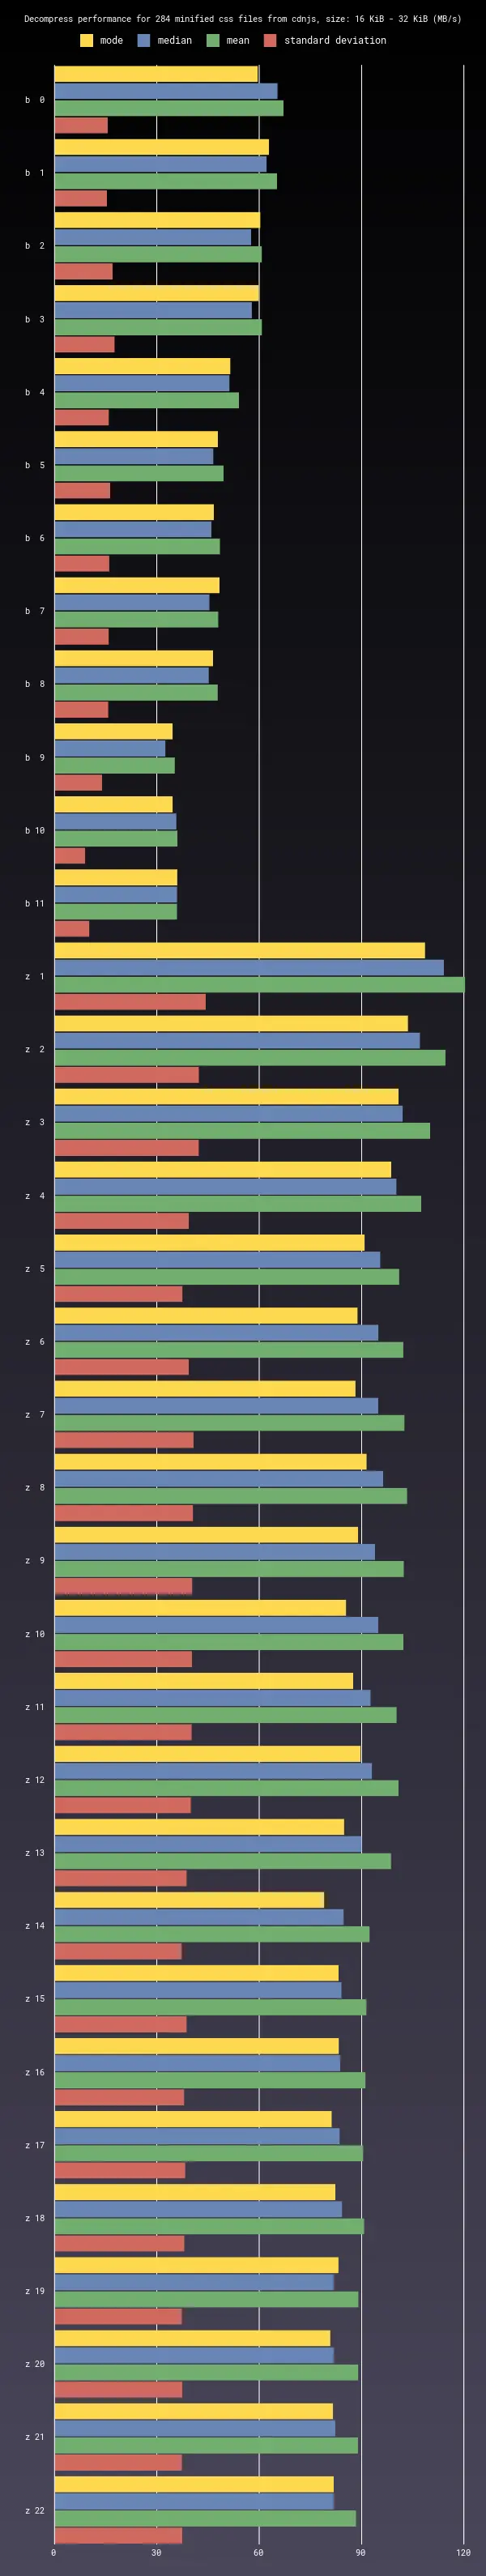 Decompress performance for 284 minified css files from cdnjs, size: 16 KiB - 32 KiB (MB/s)
mode median mean standard deviation
b 0
b 1
b 2
b 3
b 4
b 5
b 6
b 7
b 8
b 9
b 10
b 11
z 1
z 2
z 3
z 4
z 5
z 6
z 7
z 8
z 9
z 10
z 11
z 12
z 13
z 14
z 15
z 16
z 17
z 18
z 19
z 20
z 21
z 22
0 30 60 90 120